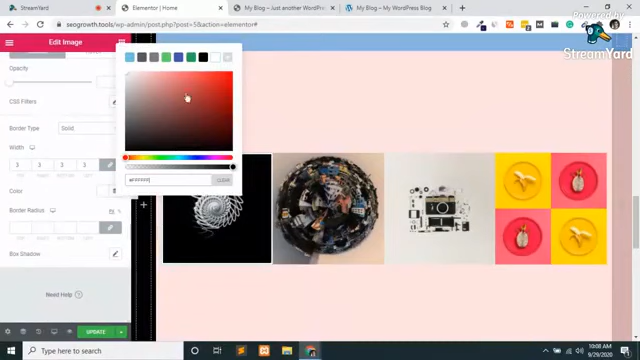 StreamYard
Elementor | Home
My Blog – Just another WordPre
My Blog — My WordPress Blog
seogrowth.tools/wp-admin/post.php?post=5&action=elementor#
Powered by
StreamYard
Edit Image
Opacity
CSS Filters
Border Type
Solid
Width
3
3
3
3
Color
CLEAR
Border Radius
Box Shadow
Need Help
UPDATE
Type here to search
10:08 AM
9/29/2020